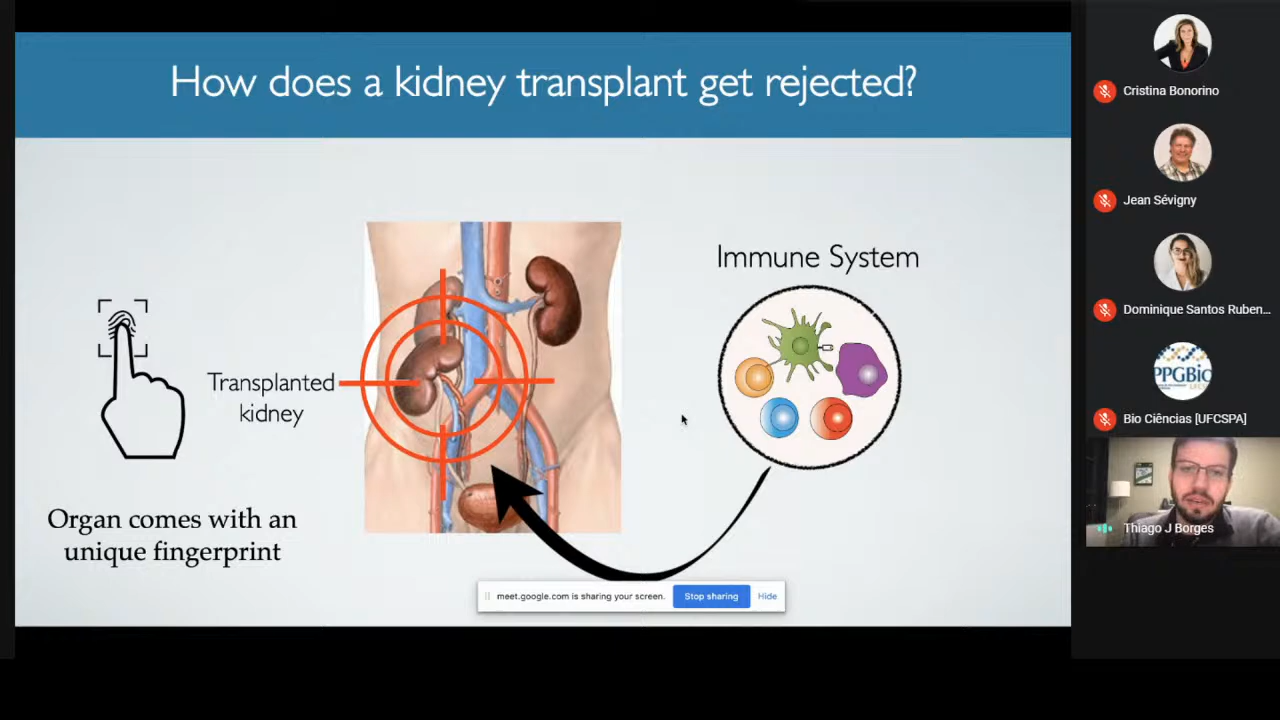 How does a kidney transplant get rejected?
Immune System
Transplanted
kidney
Organ comes with an
unique fingerprint
meet.google.com is sharing your screen.
Stop sharing
Hide
Cristina Bonorino
Jean Sévigny
Dominique Santos Ruben...
PPGBio
Bio Ciências [UFCSPA]
Thiago J Borges